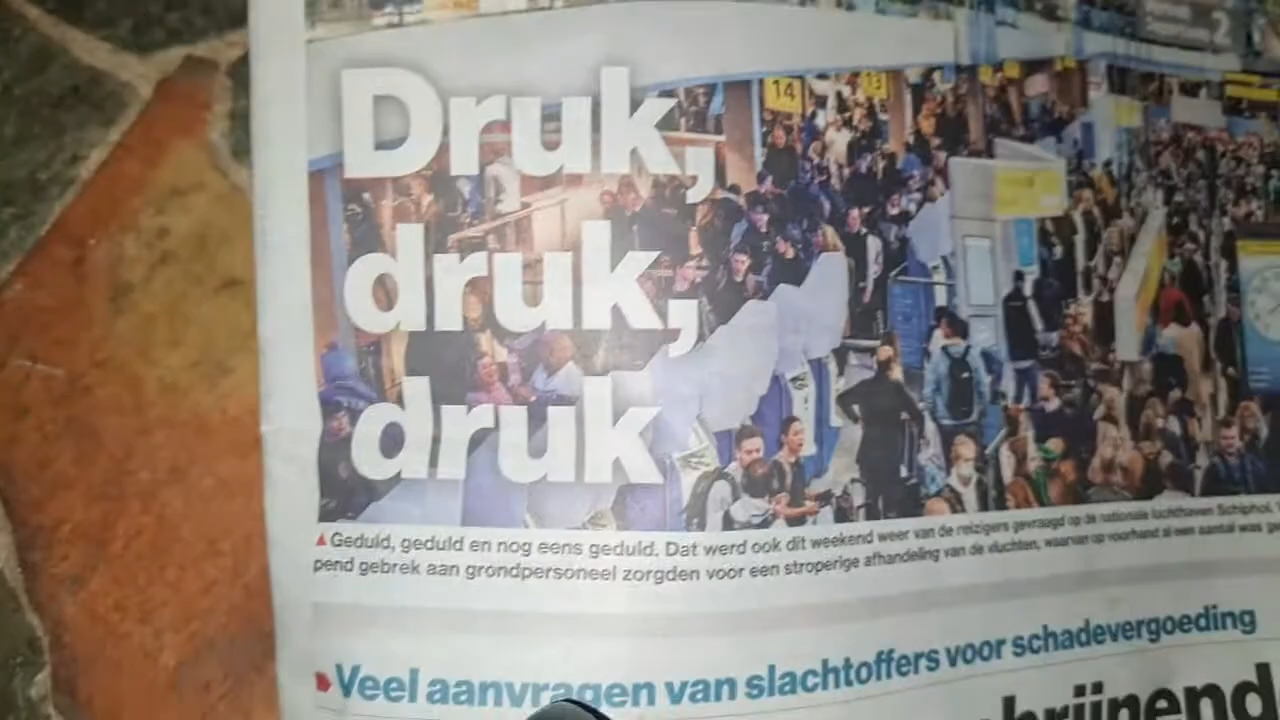 2
14
13
Druk,
druk,
druk
Geduld, geduld en nog eens geduld. Dat werd ook dit weekend weer van de reizigers gevraagd op de nationale luchthaven Schiphol,
pend gebrek aan grondpersoneel zorgden voor een stroperige afhandeling van de vluchten, waarvan op voorhand al een aantal was
Veel aanvragen van slachtoffers voor schadevergoeding